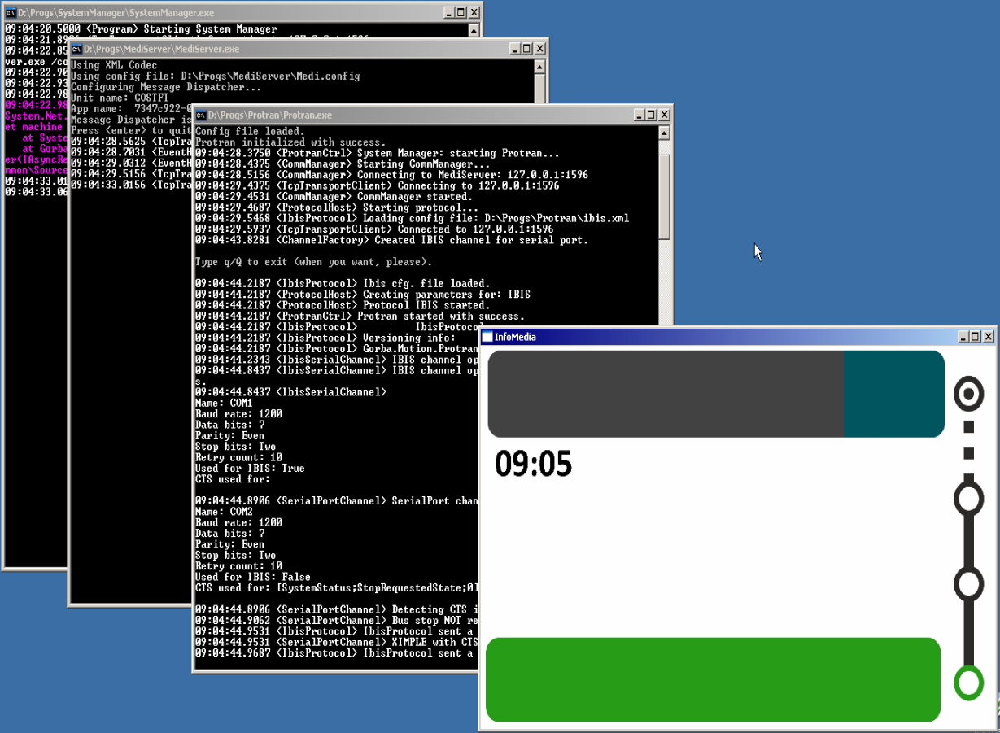 D:\Progs\SystemManager\SystemManager.exe
09:04:20.5000 <Program> Starting System Manager
09:04:21.89
09:04:22.85
ver.exe /co
09:04:22.90
09:04:22.93
09:04:22.98
09:04:22.98
System.Net.
et machine
at Syste
at Gorba
er(IAsyncRe
mmon\Source
09:04:33.01
09:04:33.06
D:\Progs\MediServer\MediServer.exe
Using XML Codec
Using config file: D:\Progs\MediServer\Medi.config
Configuring Message Dispatcher...
Unit name: COSTFT
App name: 7347c922-
Message Dispatcher is
Press <enter> to quit
09:04:28.5625 <TcpTra
09:04:28.7031 <EventH
09:04:29.0312 <EventH
09:04:29.5156 <TcpTra
09:04:33.0156 <TcpTra
D:\Progs\Protran\Protran.exe
Config file loaded.
Protran initialized with success.
09:04:28.3750 <ProtranCtrl> System Manager: starting Protran...
09:04:28.4375 <CommManager> Starting CommManager...
09:04:28.5156 <CommManager> Connecting to MediServer: 127.0.0.1:1596
09:04:29.4375 <TcpTransportClient> Connecting to 127.0.0.1:1596
09:04:29.4531 <CommManager> CommManager started.
09:04:29.4687 <ProtocolHost> Starting protocol...
09:04:29.5468 <IbisProtocol> Loading config file: D:\Progs\Protran\ibis.xml
09:04:29.5937 <TcpTransportClient> Connected to 127.0.0.1:1596
09:04:43.8281 <ChannelFactory> Created IBIS channel for serial port.
Type q/Q to exit (when you want, please).
09:04:44.2187 <IbisProtocol> Ibis cfg. file loaded.
09:04:44.2187 <ProtocolHost> Creating parameters for: IBIS
09:04:44.2187 <ProtocolHost> Protocol IBIS started.
09:04:44.2187 <ProtranCtrl> Protran started with success.
09:04:44.2187 <IbisProtocol> IbisProtocol
09:04:44.2187 <IbisProtocol> Versioning info:
09:04:44.2187 <IbisProtocol> Gorba.Motion.Protran
09:04:44.2343 <IbisSerialChannel> IBIS channel op
09:04:44.8437 <IbisSerialChannel> IBIS channel op
s.
09:04:44.8437 <IbisSerialChannel>
Name: COM1
Baud rate: 1200
Data bits: 7
Parity: Even
Stop bits: Two
Retry count: 10
Used for IBIS: True
CTS used for:
09:04:44.8906 <SerialPortChannel> SerialPort chan
Name: COM2
Baud rate: 1200
Data bits: 7
Parity: Even
Stop bits: Two
Retry count: 10
Used for IBIS: False
CTS used for: [SystemStatus;StopRequestedState;0]
09:04:44.8906 <SerialPortChannel> Detecting CTS i
09:04:44.9062 <SerialPortChannel> Bus stop NOT re
09:04:44.9531 <IbisProtocol> IbisProtocol sent a
09:04:44.9531 <SerialPortChannel> XIMPLE with CTS
09:04:44.9687 <IbisProtocol> IbisProtocol sent a
InfoMedia
09:05